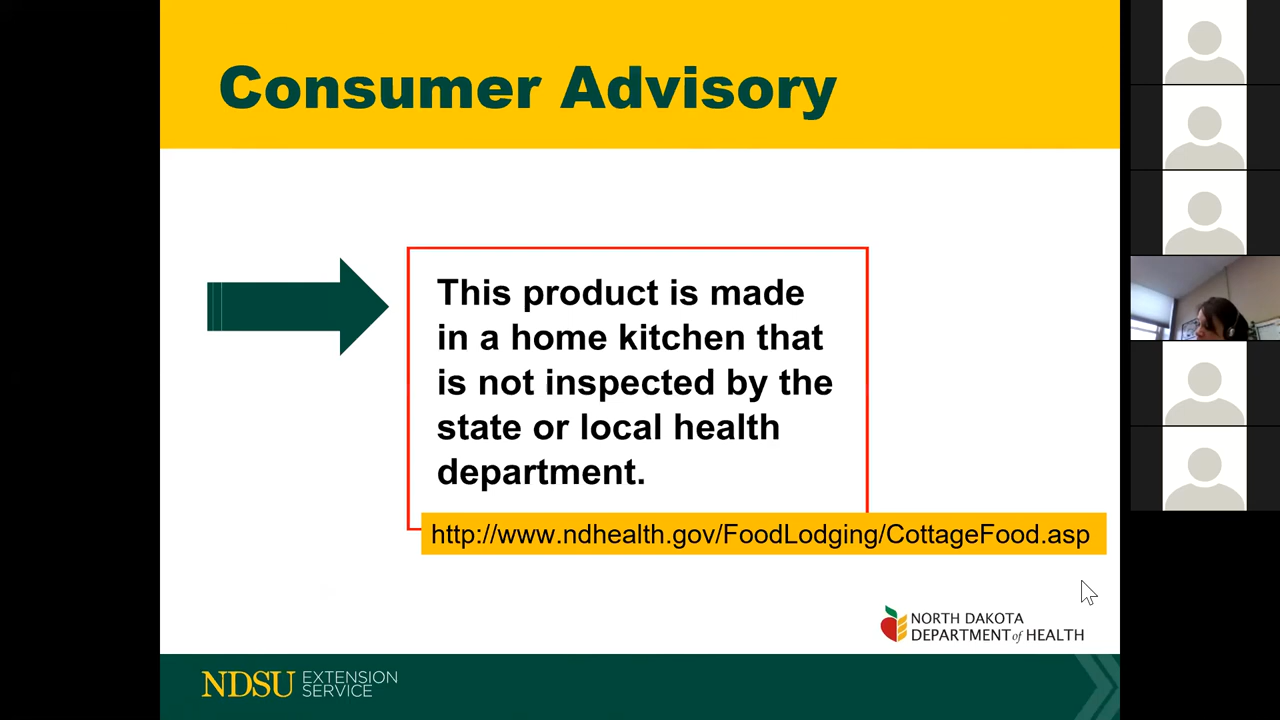 Consumer Advisory
This product is made
in a home kitchen that
is not inspected by the
state or local health
department.
http://www.ndhealth.gov/FoodLodging/CottageFood.asp
NORTH DAKOTA
DEPARTMENT of HEALTH
NDSU EXTENSION
SERVICE